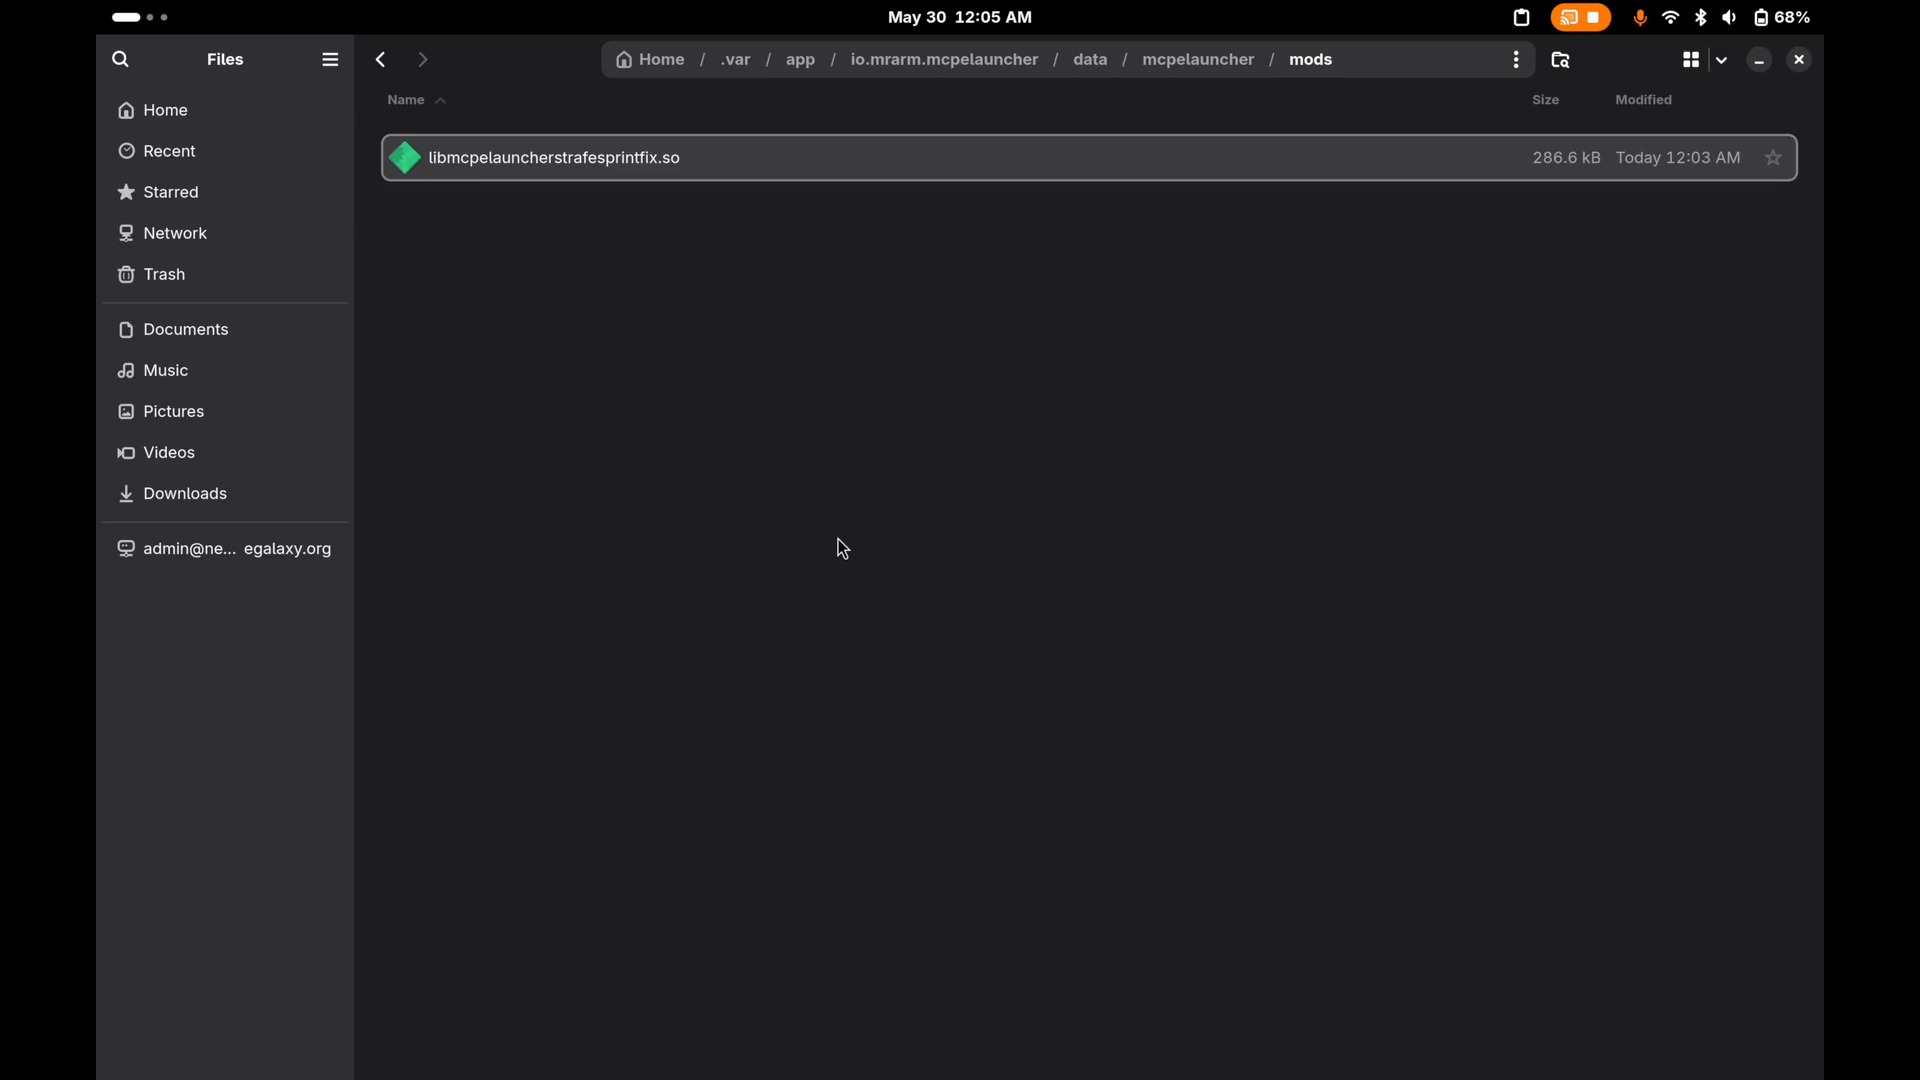 May 30 12:05 AM
68%
Files
Home / .var / app / io.mrarm.mcpelauncher / data / mcpelauncher / mods
Name
Size
Modified
libmcpelauncherstrafesprintfix.so
286.6 kB
Today 12:03 AM
Home
Recent
Starred
Network
Trash
Documents
Music
Pictures
Videos
Downloads
admin@ne... egalaxy.org